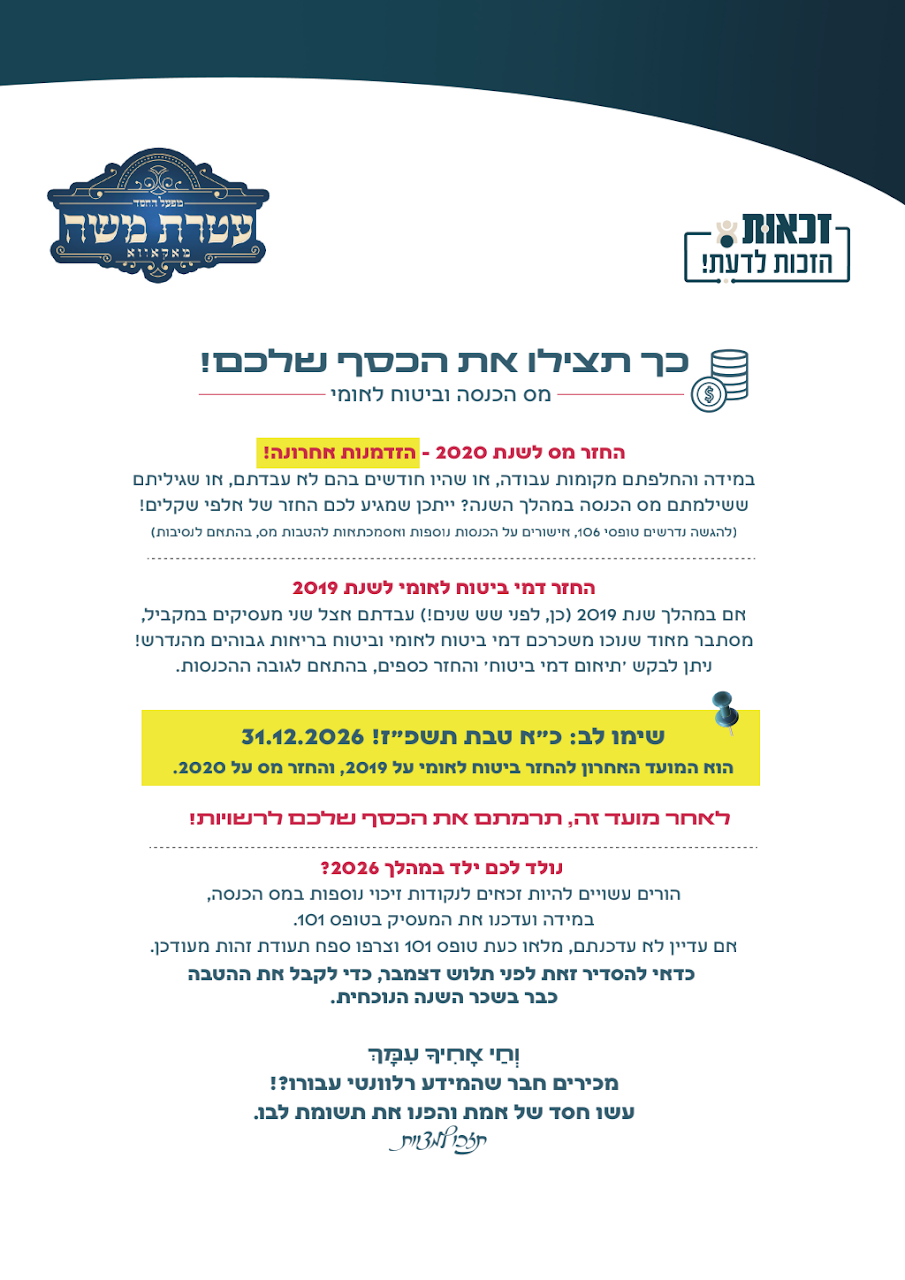 מפעל החסד
עטרת משה
מאקאווא
זכאות
הזכות לדעת!
כך תצילו את הכסף שלכם!
מס הכנסה וביטוח לאומי
החזר מס לשנת 2020 - הזדמנות אחרונה!
במידה והחלפתם מקומות עבודה, או שהיו חודשים בהם לא עבדתם, או שגיליתם
ששילמתם מס הכנסה במהלך השנה? ייתכן שמגיע לכם החזר של אלפי שקלים!
(להגשה נדרשים טופסי 106, אישורים על הכנסות נוספות ואסמכתאות להטבות מס, בהתאם לנסיבות)
החזר דמי ביטוח לאומי לשנת 2019
אם במהלך שנת 2019 (כן, לפני שש שנים!) עבדתם אצל שני מעסיקים במקביל,
מסתבר מאוד שנוכו משכרכם דמי ביטוח לאומי וביטוח בריאות גבוהים מהנדרש!
ניתן לבקש 'תיאום דמי ביטוח' והחזר כספים, בהתאם לגובה ההכנסות.
שימו לב: כ"א טבת תשפ"ז! 31.12.2026
הוא המועד האחרון להחזר ביטוח לאומי על 2019, והחזר מס על 2020.
לאחר מועד זה, תרמתם את הכסף שלכם לרשויות!
נולד לכם ילד במהלך 2026?
הורים עשויים להיות זכאים לנקודות זיכוי נוספות במס הכנסה,
במידה ועדכנו את המעסיק בטופס 101.
אם עדיין לא עדכנתם, מלאו כעת טופס 101 וצרפו ספח תעודת זהות מעודכן.
כדאי להסדיר זאת לפני תלוש דצמבר, כדי לקבל את ההטבה
כבר בשכר השנה הנוכחית.
וְחַי אָחִיךָ עִמָּךְ
מכירים חבר שהמידע רלוונטי עבורו?!
עשו חסד של אמת והפנו את תשומת לבו.
תזכו למצוות